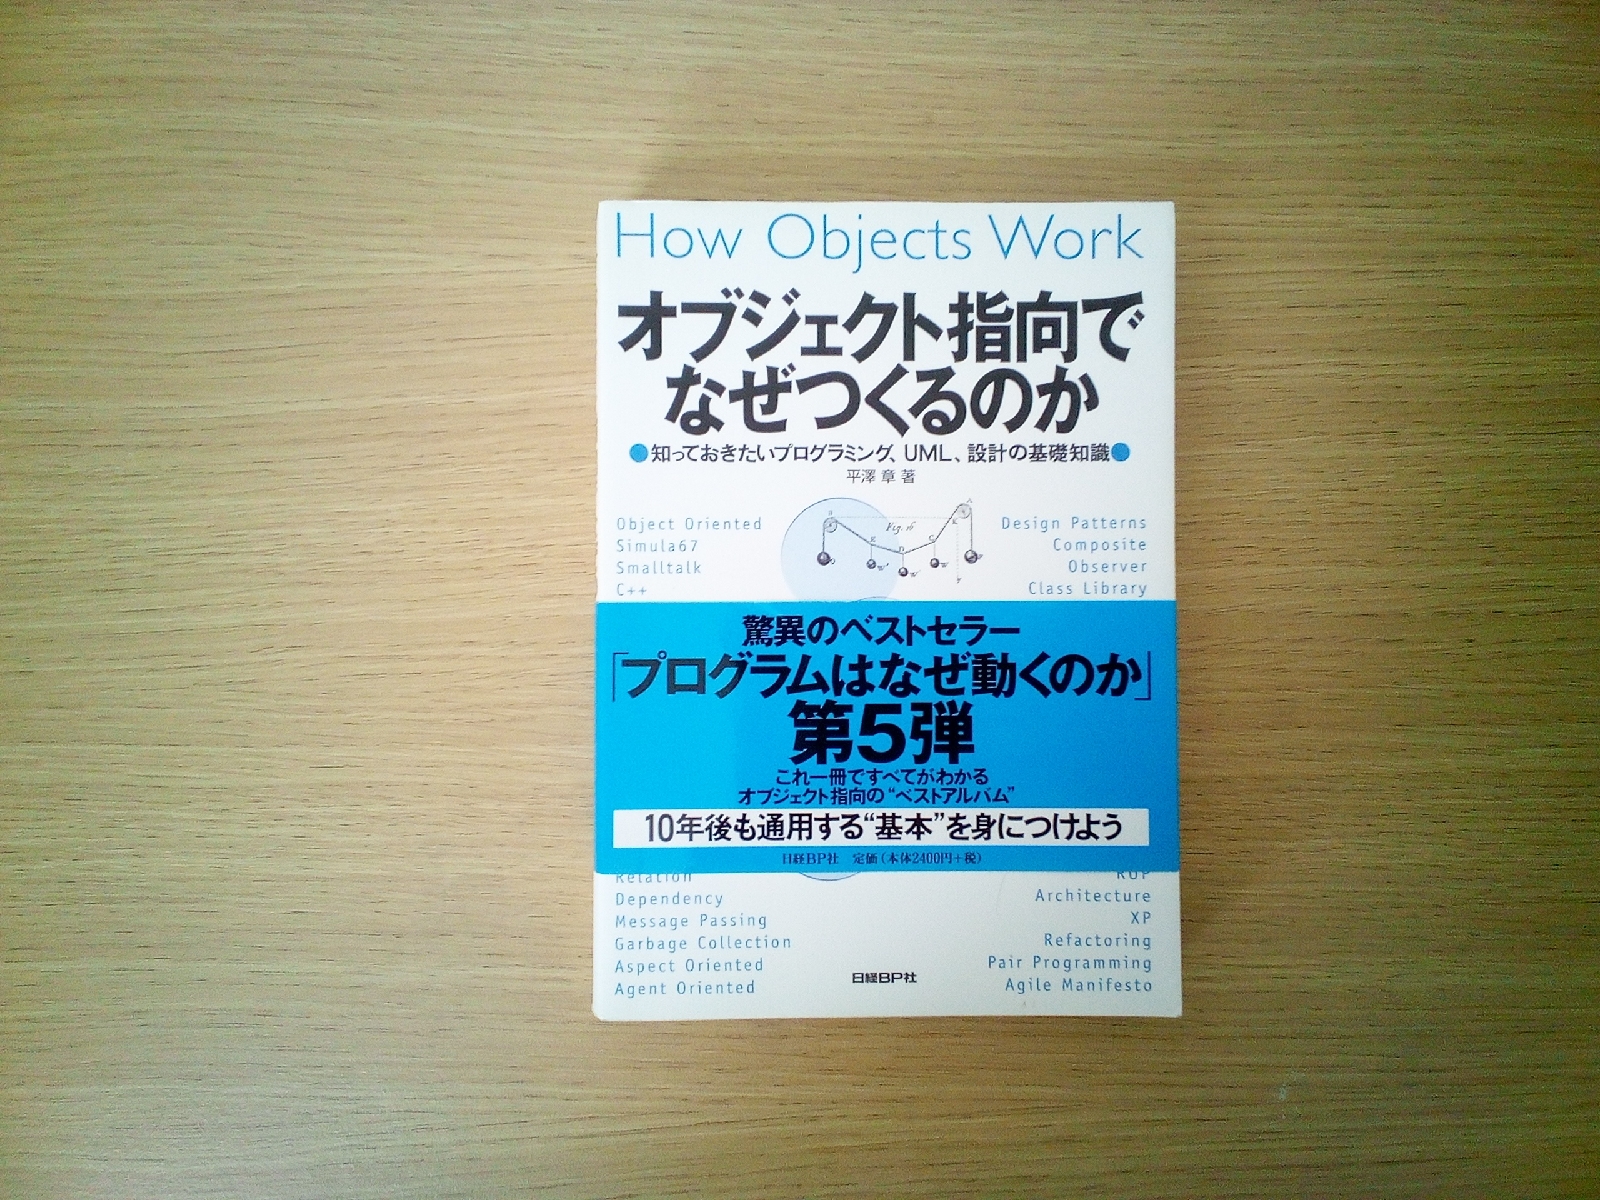 How Objects Work
オブジェクト指向で
なぜつくるのか
●知っておきたいプログラミング、UML、設計の基礎知識●
平澤 章 著
Object Oriented
Simula67
Smalltalk
C++
Fig. 16
Design Patterns
Composite
Observer
Class Library
驚異のベストセラー
「プログラムはなぜ動くのか」
第5弾
これ一冊ですべてがわかる
オブジェクト指向の“ベストアルバム”
10年後も通用する“基本”を身につけよう
日経BP社 定価（本体2400円+税）
Relation
Dependency
Message Passing
Garbage Collection
Aspect Oriented
Agent Oriented
RUP
Architecture
XP
Refactoring
Pair Programming
Agile Manifesto
日経BP社